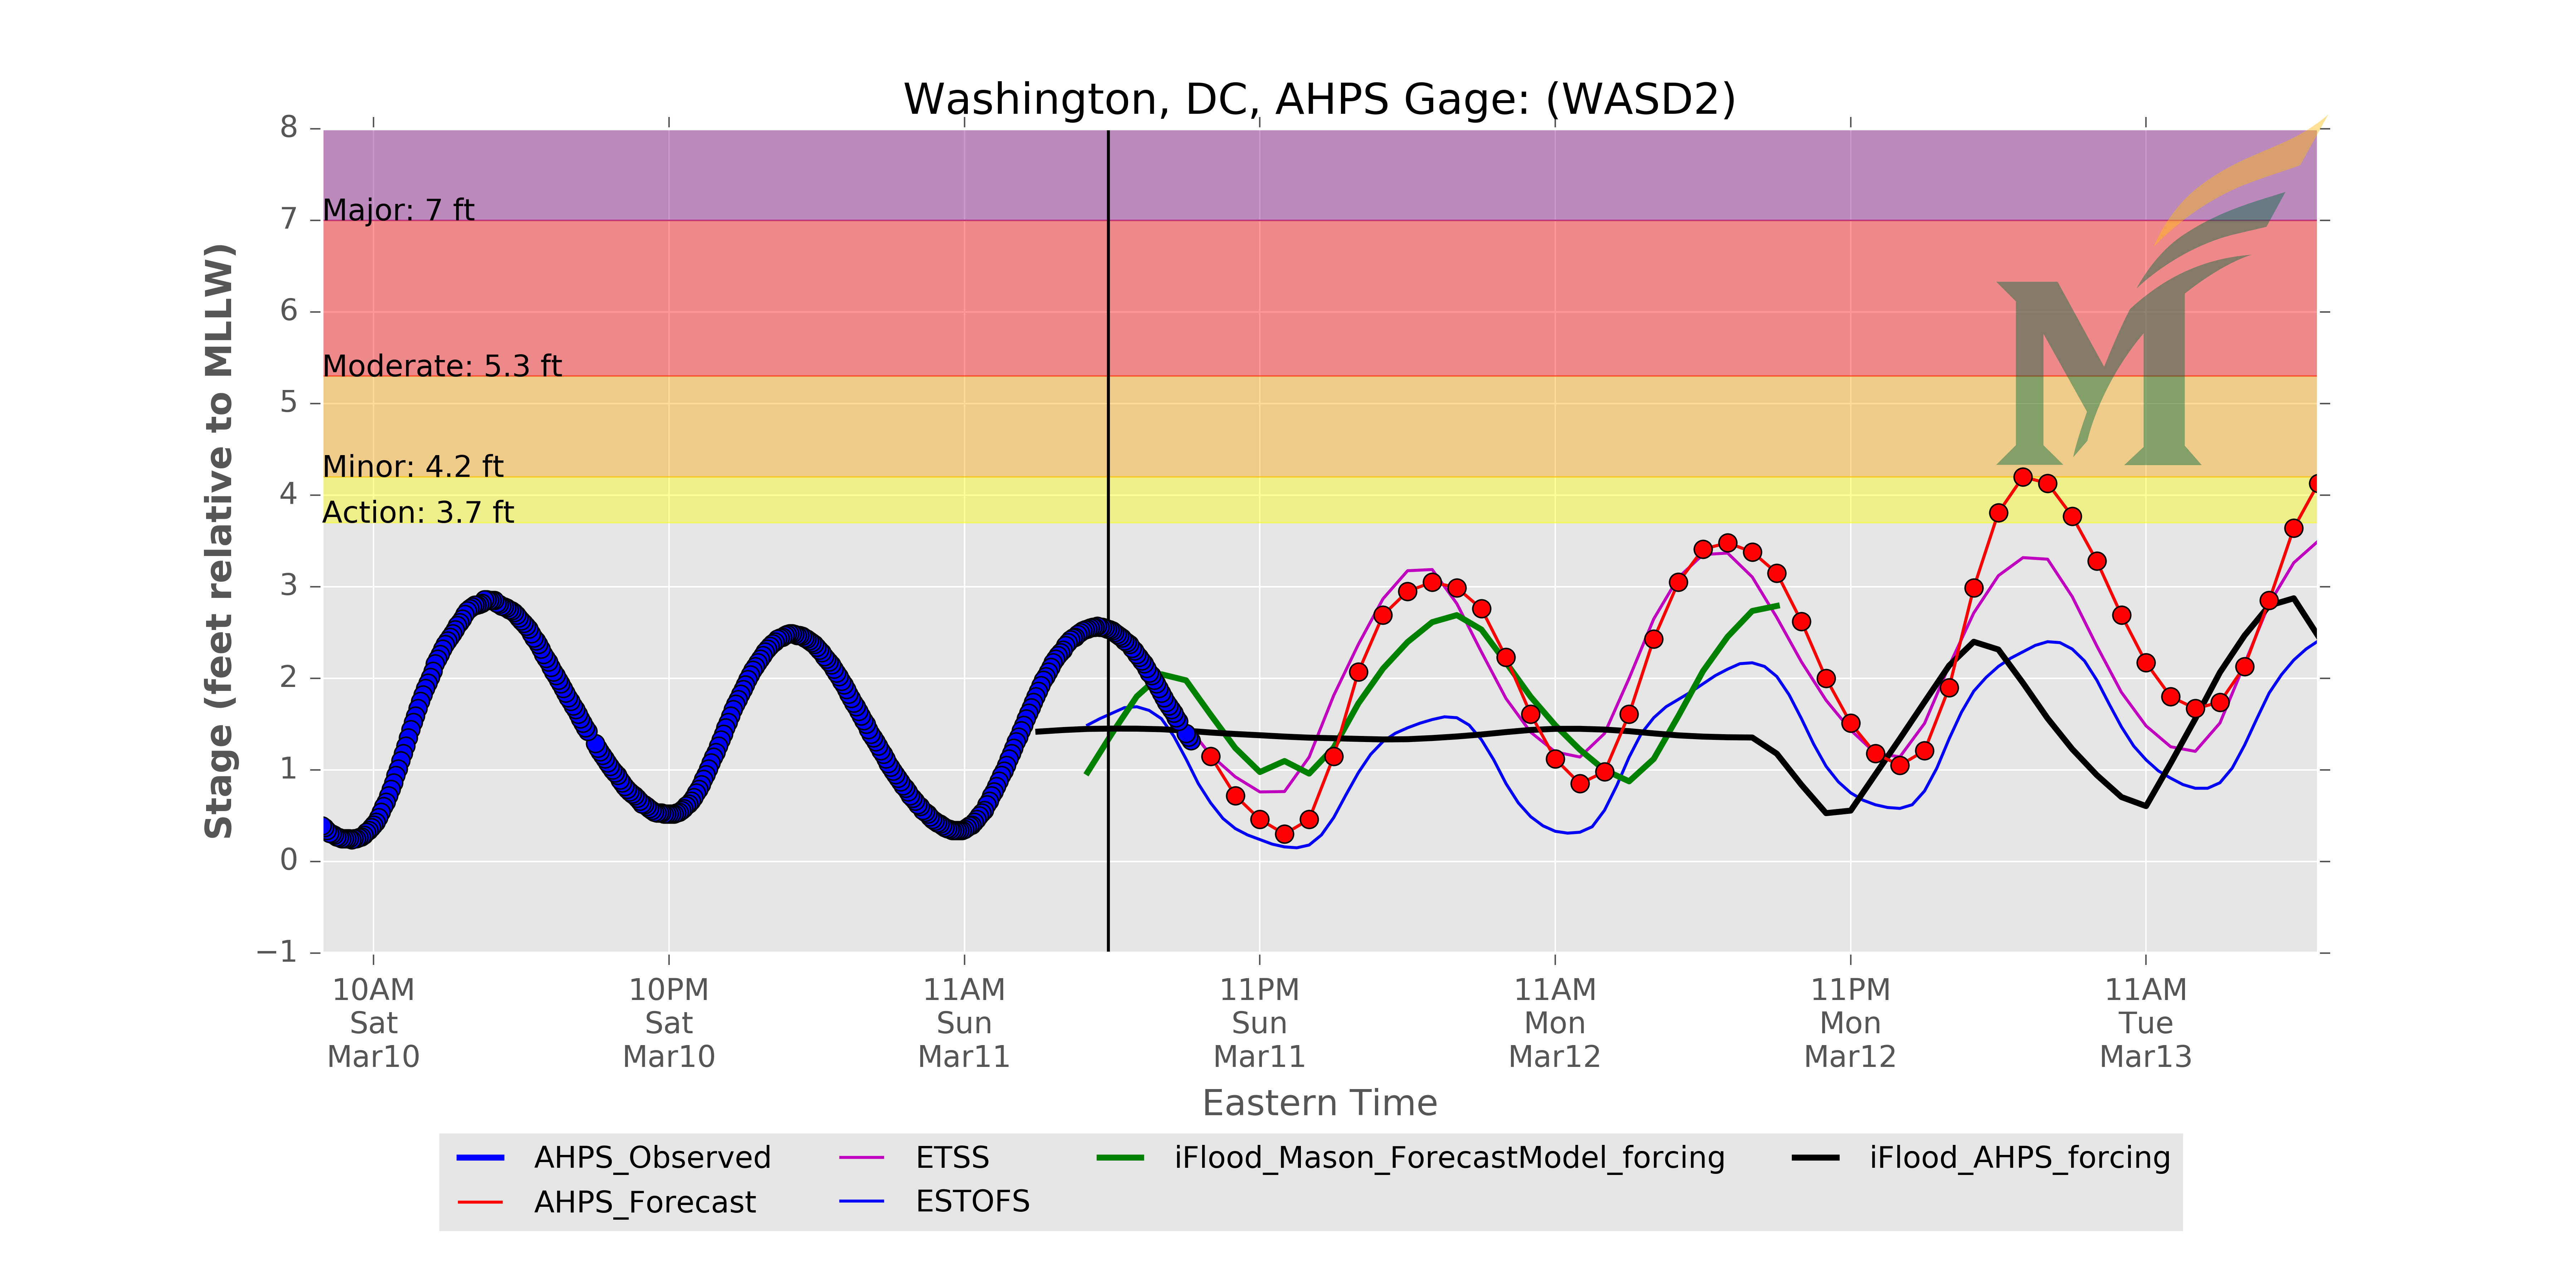 Washington, DC, AHPS Gage: (WASD2)
8
Major: 7 ft
7
6
Moderate: 5.3 ft
5
Minor: 4.2 ft
4
Action: 3.7 ft
3
2
1
0
−1
Stage (feet relative to MLLW)
10AM 10PM 11AM 11PM 11AM 11PM 11AM
Sat Sat Sun Sun Mon Mon Tue
Mar10 Mar10 Mar11 Mar11 Mar12 Mar12 Mar13
Eastern Time
AHPS_Observed ETSS iFlood_Mason_ForecastModel_forcing iFlood_AHPS_forcing
AHPS_Forecast ESTOFS
M